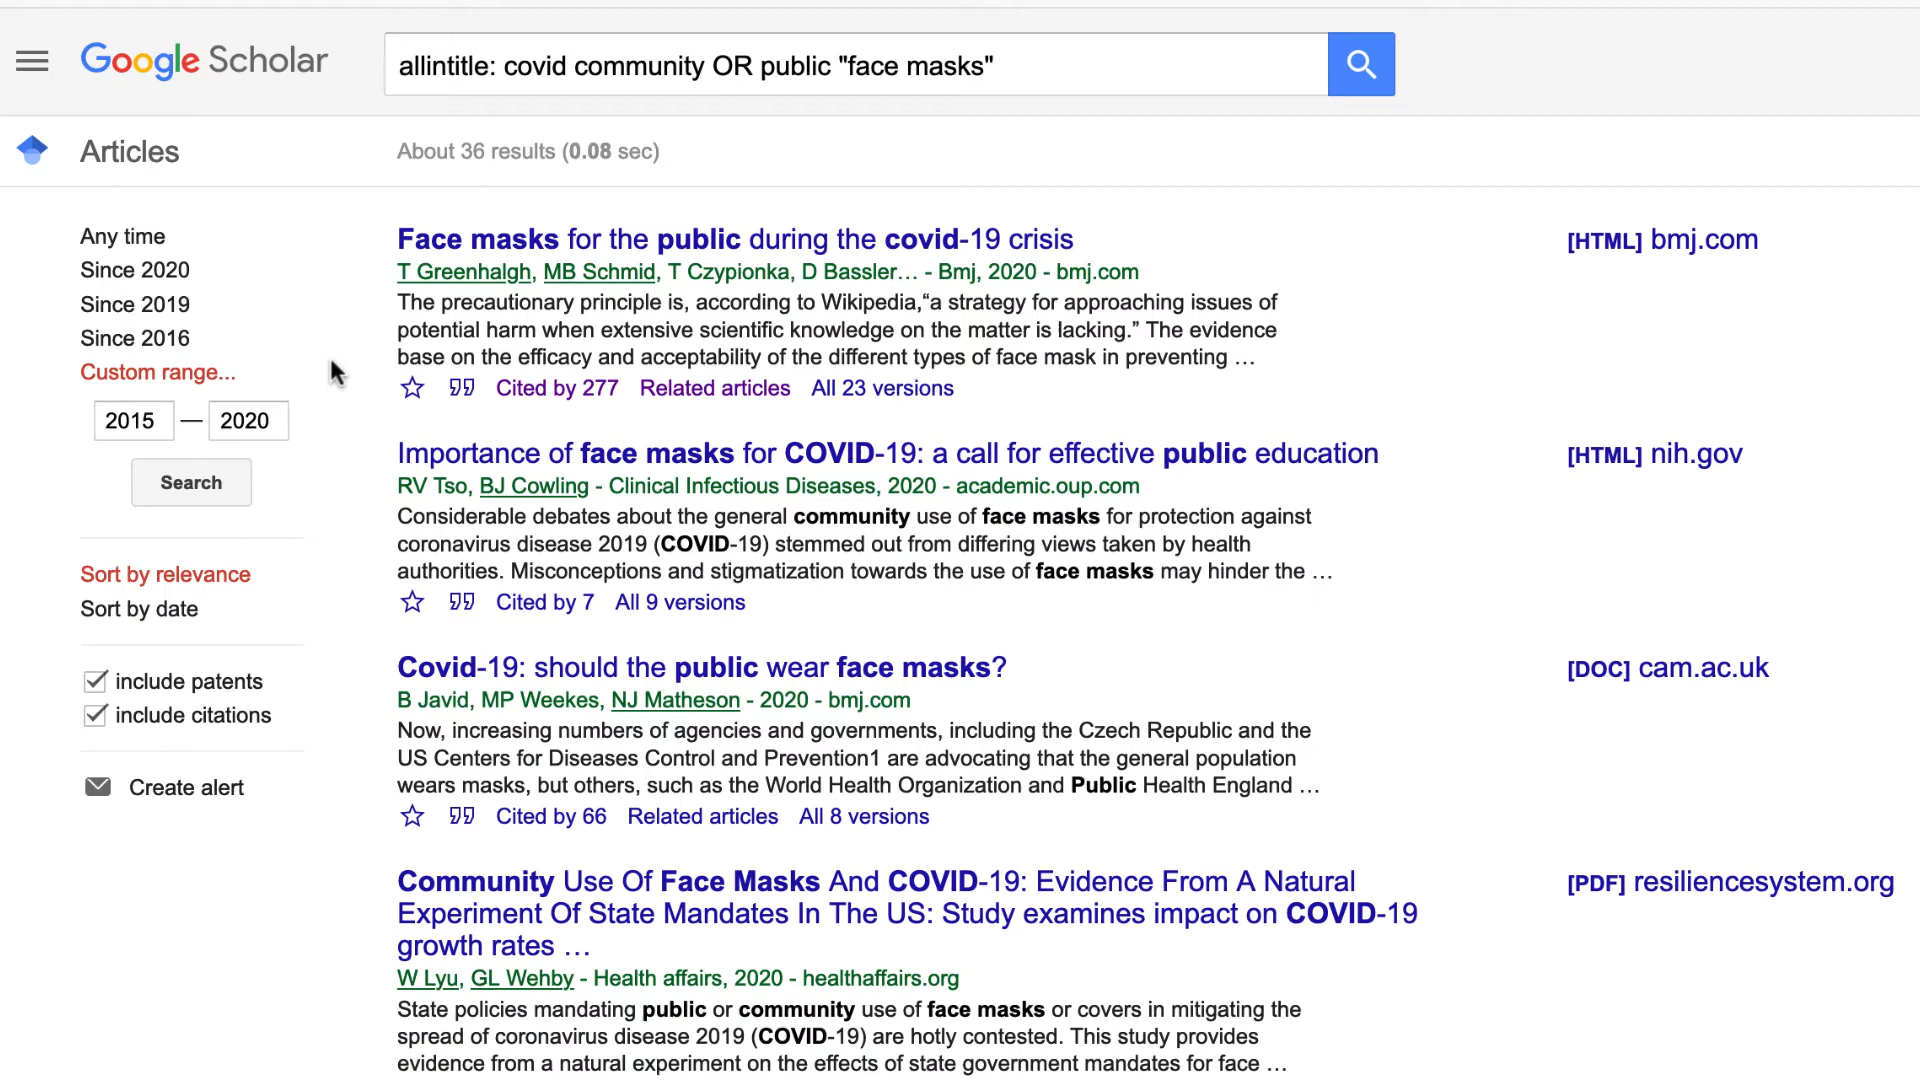 Google Scholar
allintitle: covid community OR public "face masks"
Articles
About 36 results (0.08 sec)
Any time
Since 2020
Since 2019
Since 2016
Custom range...
2015 — 2020
Search
Sort by relevance
Sort by date
include patents
include citations
Create alert
Face masks for the public during the covid-19 crisis
[HTML] bmj.com
T Greenhalgh, MB Schmid, T Czypionka, D Bassler… - Bmj, 2020 - bmj.com
The precautionary principle is, according to Wikipedia,“a strategy for approaching issues of
potential harm when extensive scientific knowledge on the matter is lacking.” The evidence
base on the efficacy and acceptability of the different types of face mask in preventing …
Cited by 277 Related articles All 23 versions
Importance of face masks for COVID-19: a call for effective public education
[HTML] nih.gov
RV Tso, BJ Cowling - Clinical Infectious Diseases, 2020 - academic.oup.com
Considerable debates about the general community use of face masks for protection against
coronavirus disease 2019 (COVID-19) stemmed out from differing views taken by health
authorities. Misconceptions and stigmatization towards the use of face masks may hinder the …
Cited by 7 All 9 versions
Covid-19: should the public wear face masks?
[DOC] cam.ac.uk
B Javid, MP Weekes, NJ Matheson - 2020 - bmj.com
Now, increasing numbers of agencies and governments, including the Czech Republic and the
US Centers for Diseases Control and Prevention1 are advocating that the general population
wears masks, but others, such as the World Health Organization and Public Health England …
Cited by 66 Related articles All 8 versions
Community Use Of Face Masks And COVID-19: Evidence From A Natural
Experiment Of State Mandates In The US: Study examines impact on COVID-19
growth rates …
[PDF] resiliencesystem.org
W Lyu, GL Wehby - Health affairs, 2020 - healthaffairs.org
State policies mandating public or community use of face masks or covers in mitigating the
spread of coronavirus disease 2019 (COVID-19) are hotly contested. This study provides
evidence from a natural experiment on the effects of state government mandates for face …